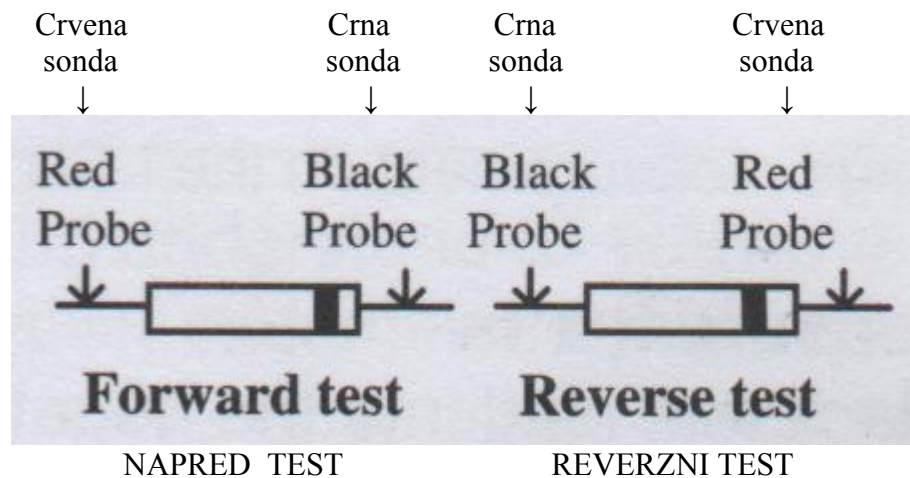 Crvena Crna Crna Crvena
sonda sonda sonda sonda
↓ ↓ ↓ ↓
Red Black Black Red
Probe Probe Probe Probe
Forward test Reverse test
NAPRED TEST REVERZNI TEST